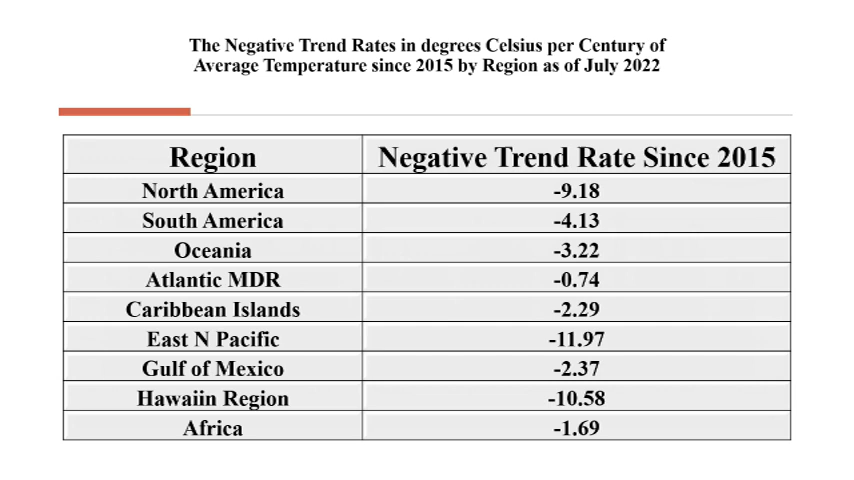 The Negative Trend Rates in degrees Celsius per Century of
Average Temperature since 2015 by Region as of July 2022
Region Negative Trend Rate Since 2015
North America -9.18
South America -4.13
Oceania -3.22
Atlantic MDR -0.74
Caribbean Islands -2.29
East N Pacific -11.97
Gulf of Mexico -2.37
Hawaiin Region -10.58
Africa -1.69